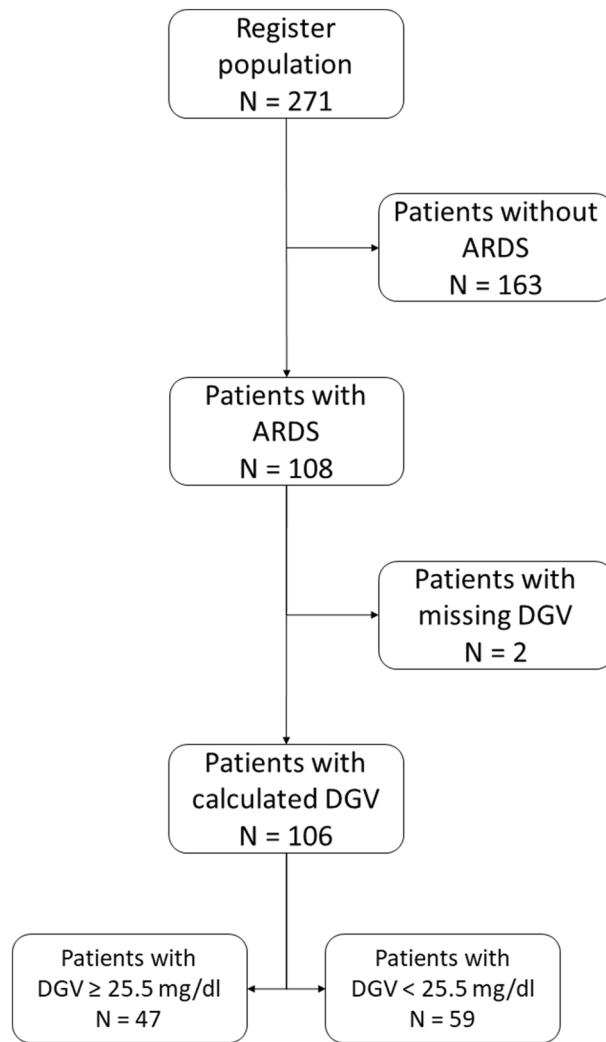 Register
population
N = 271
Patients without
ARDS
N = 163
Patients with
ARDS
N = 108
Patients with
missing DGV
N = 2
Patients with
calculated DGV
N = 106
Patients with
DGV ≥ 25.5 mg/dl
N = 47
Patients with
DGV < 25.5 mg/dl
N = 59